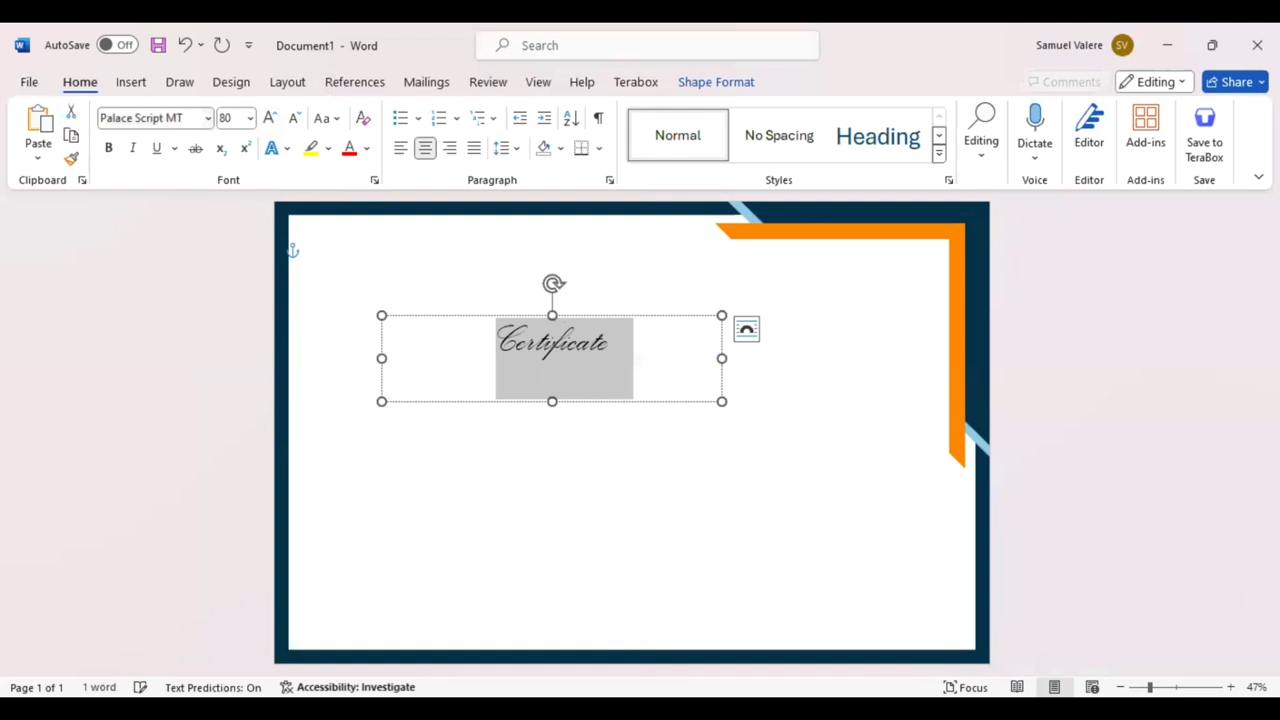 AutoSave Off Document1 - Word Search Samuel Valere SV
File Home Insert Draw Design Layout References Mailings Review View Help Terabox Shape Format Comments Editing Share
Paste Palace Script MT 80 Aa Normal No Spacing Heading Editing Dictate Editor Add-ins Save to TeraBox
Clipboard Font Paragraph Styles Voice Editor Add-ins Save
Certificate
Page 1 of 1 1 word Text Predictions: On Accessibility: Investigate Focus 47%